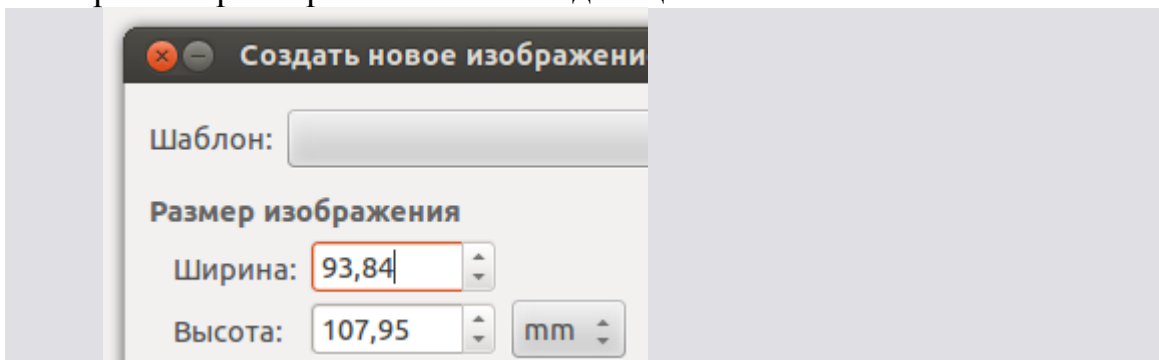 Создать новое изображени
Шаблон:
Размер изображения
Ширина: 93,84
Высота: 107,95 mm